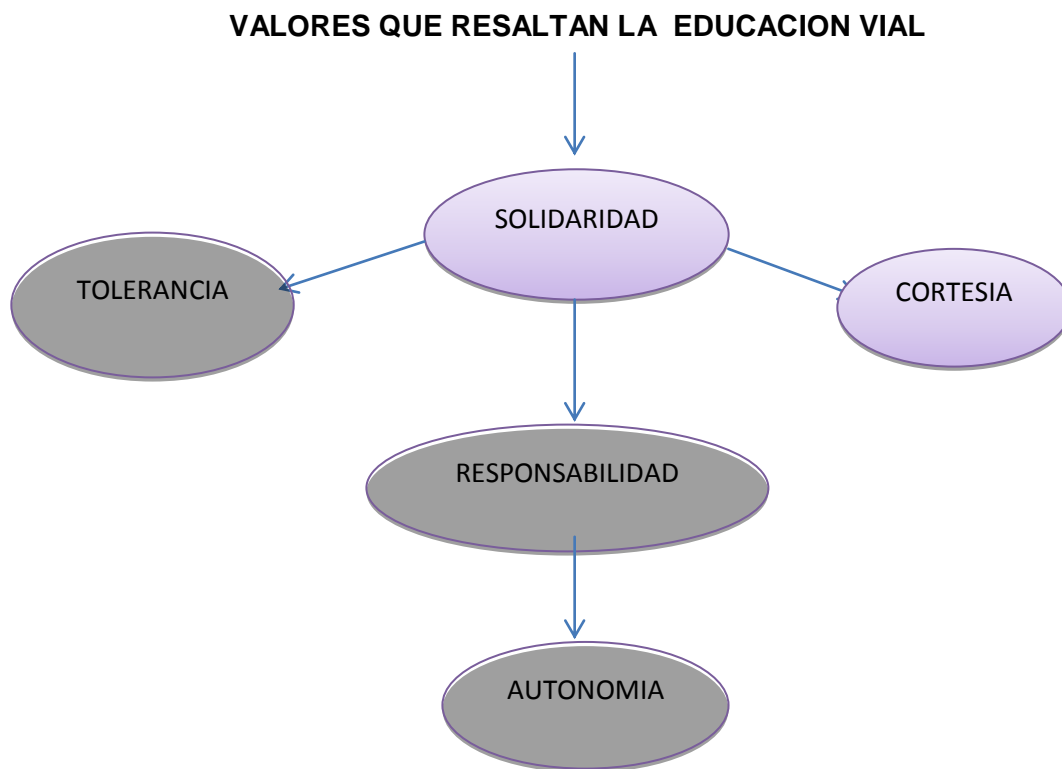 VALORES QUE RESALTAN LA EDUCACION VIAL
SOLIDARIDAD
TOLERANCIA
CORTESIA
RESPONSABILIDAD
AUTONOMIA